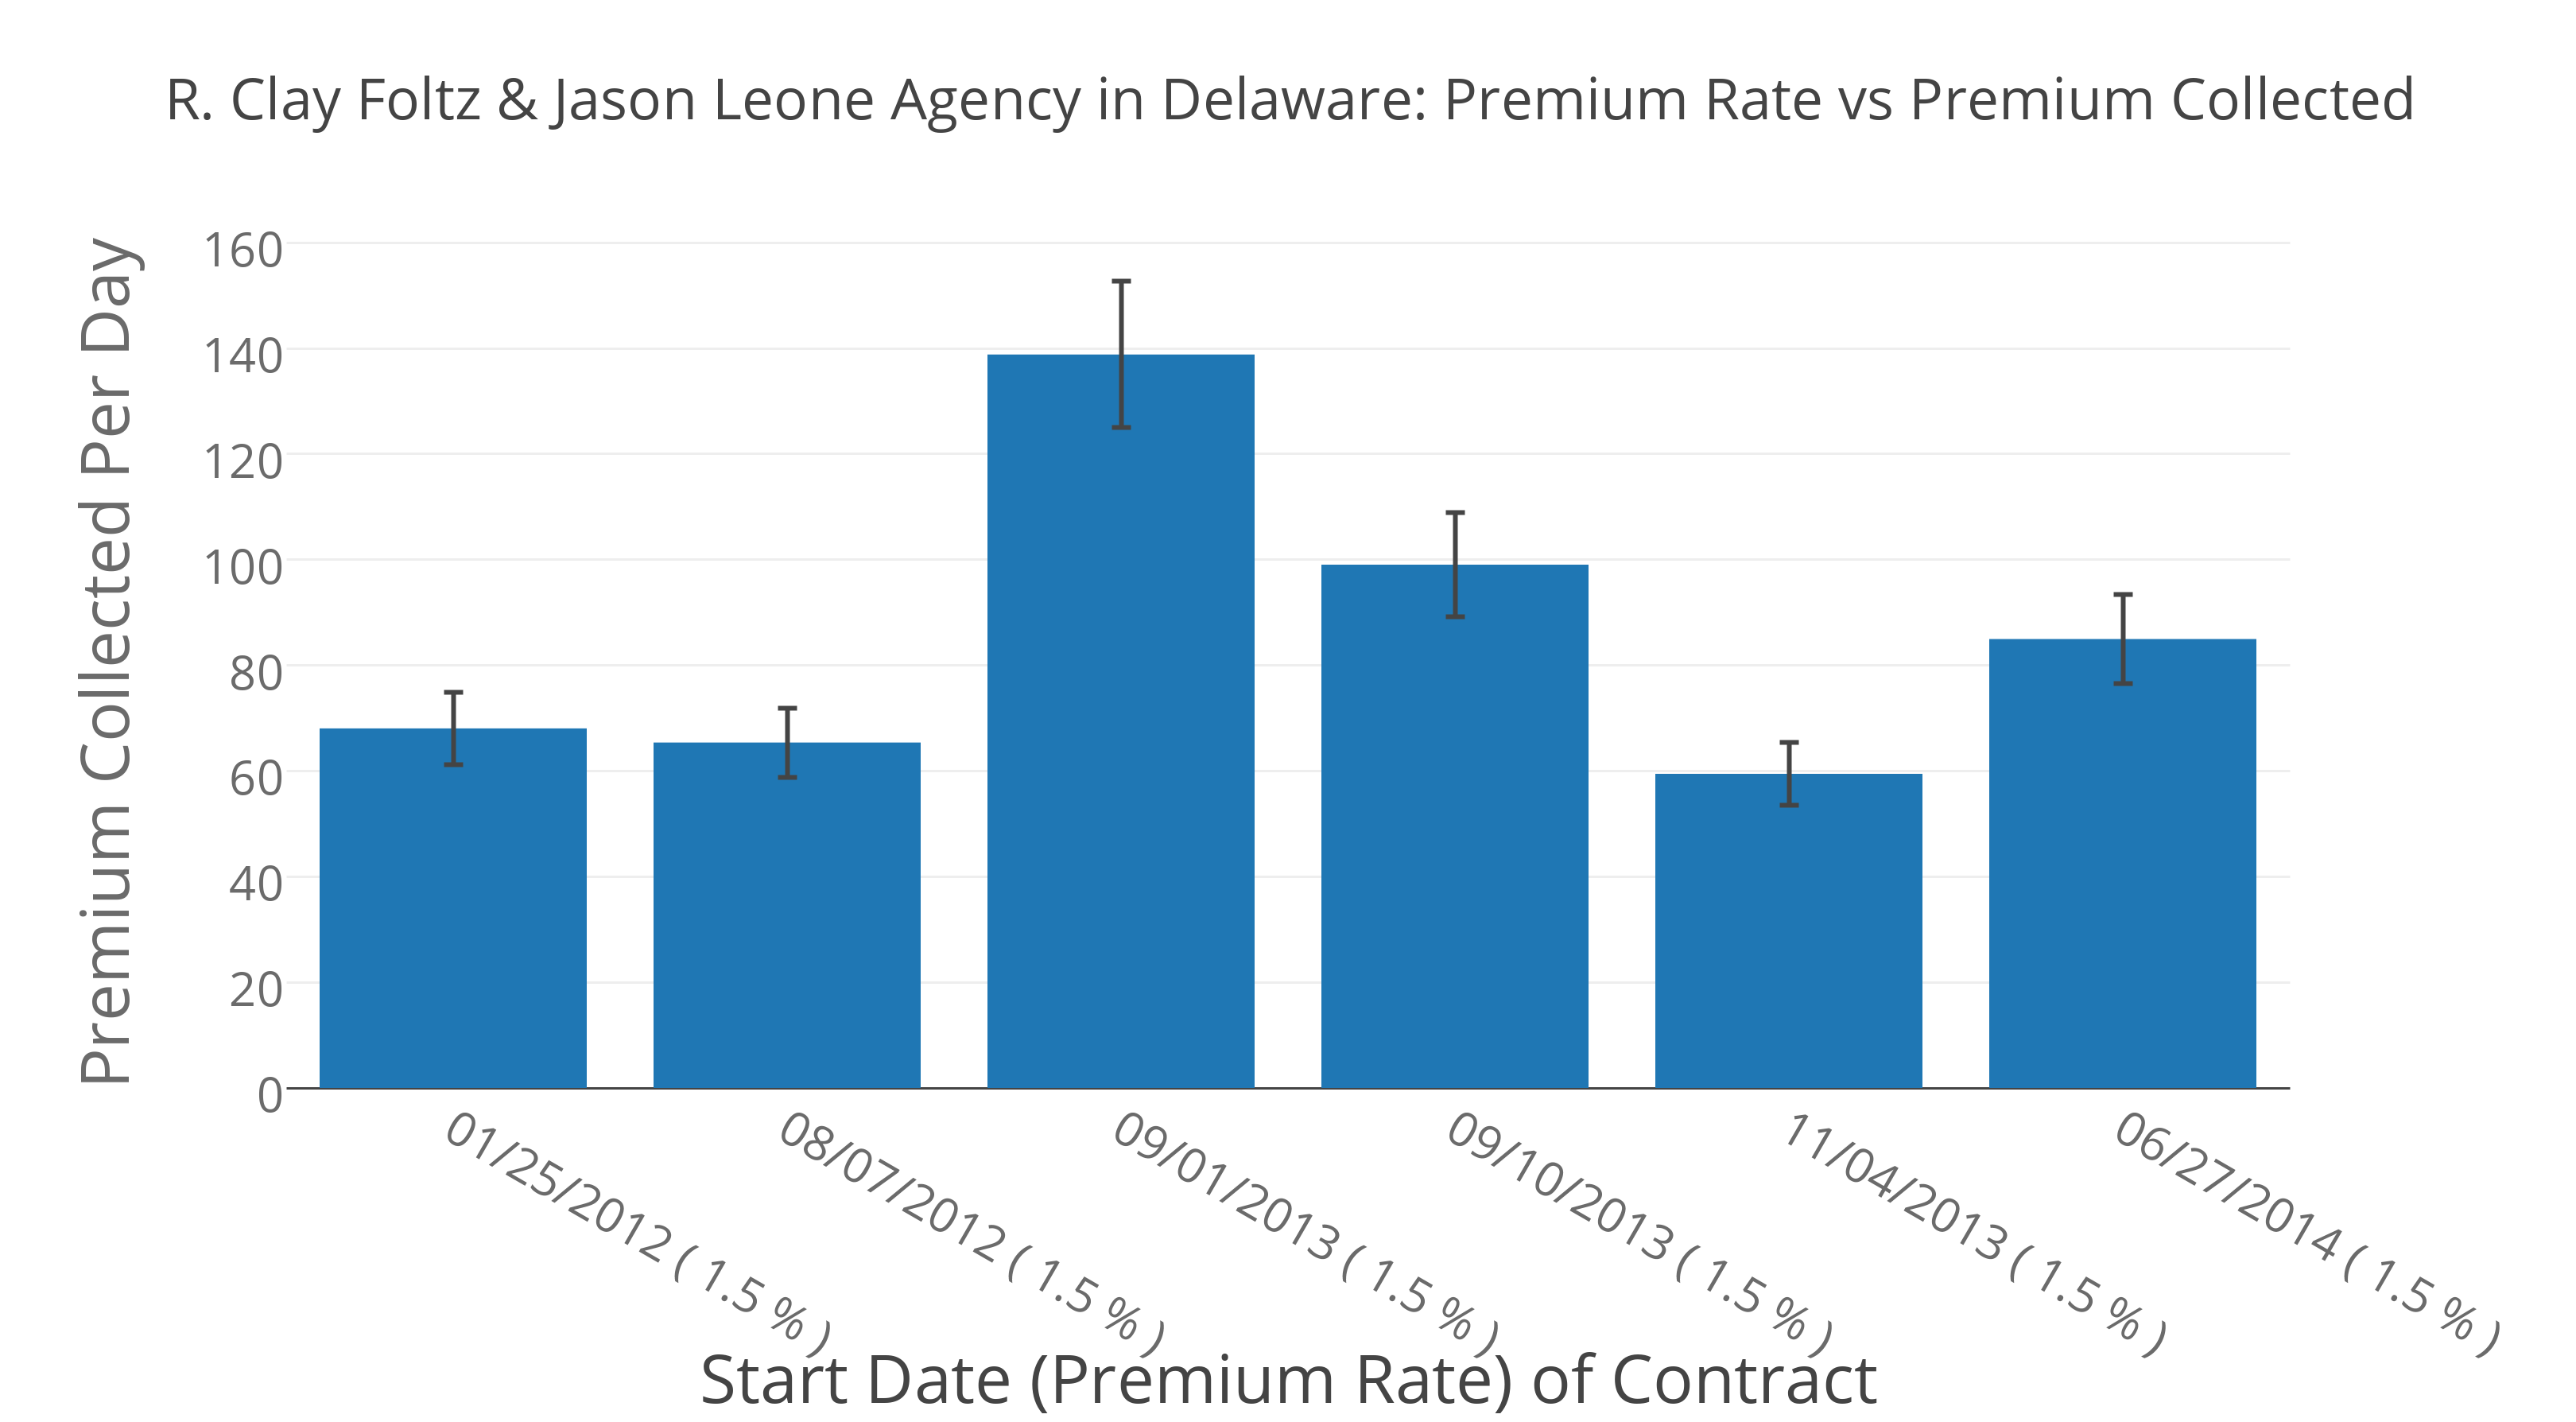 R. Clay Foltz & Jason Leone Agency in Delaware: Premium Rate vs Premium Collected
Premium Collected Per Day
160
140
120
100
80
60
40
20
0
01/25/2012 ( 1.5 % )
08/07/2012 ( 1.5 % )
09/01/2013 ( 1.5 % )
09/10/2013 ( 1.5 % )
11/04/2013 ( 1.5 % )
06/27/2014 ( 1.5 % )
Start Date (Premium Rate) of Contract